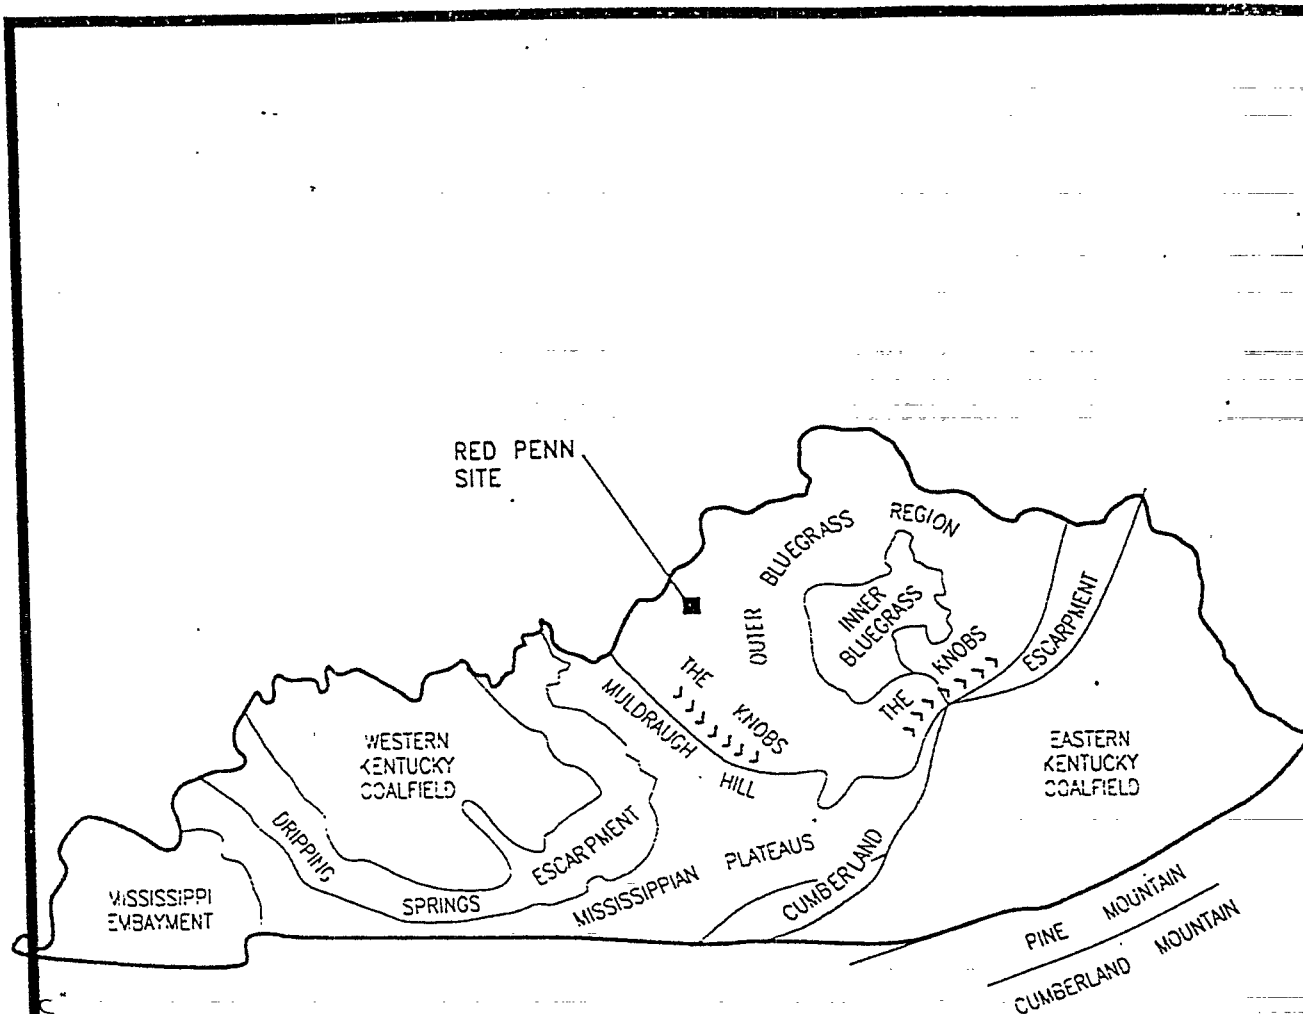 RED PENN
SITE
OUTER BLUEGRASS REGION
INNER
BLUEGRASS
THE KNOBS
THE KNOBS
ESCARPMENT
MULDRAUGH HILL
WESTERN
KENTUCKY
COALFIELD
EASTERN
KENTUCKY
COALFIELD
DRIPPING SPRINGS ESCARPMENT
MISSISSIPPIAN PLATEAUS
CUMBERLAND
MISSISSIPPI
EMBAYMENT
PINE MOUNTAIN
CUMBERLAND MOUNTAIN